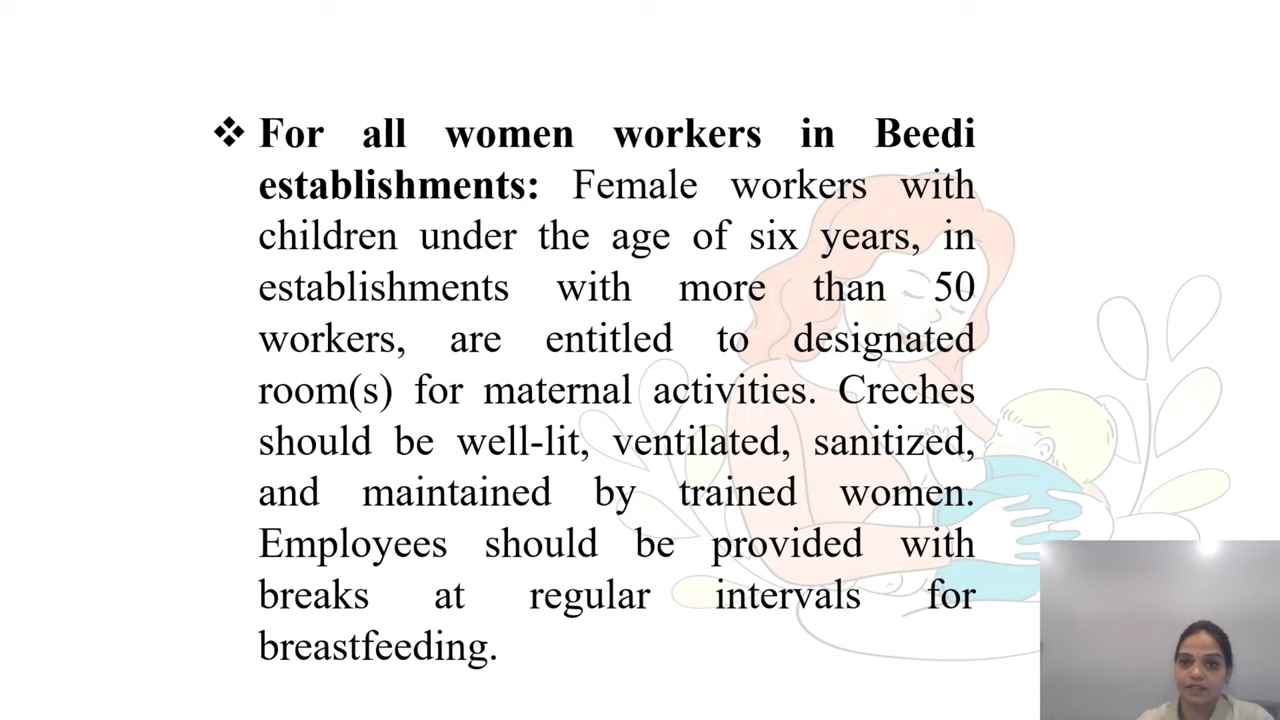 ❖ For all women workers in Beedi
establishments: Female workers with
children under the age of six years, in
establishments with more than 50
workers, are entitled to designated
room(s) for maternal activities. Creches
should be well-lit, ventilated, sanitized,
and maintained by trained women.
Employees should be provided with
breaks at regular intervals for
breastfeeding.